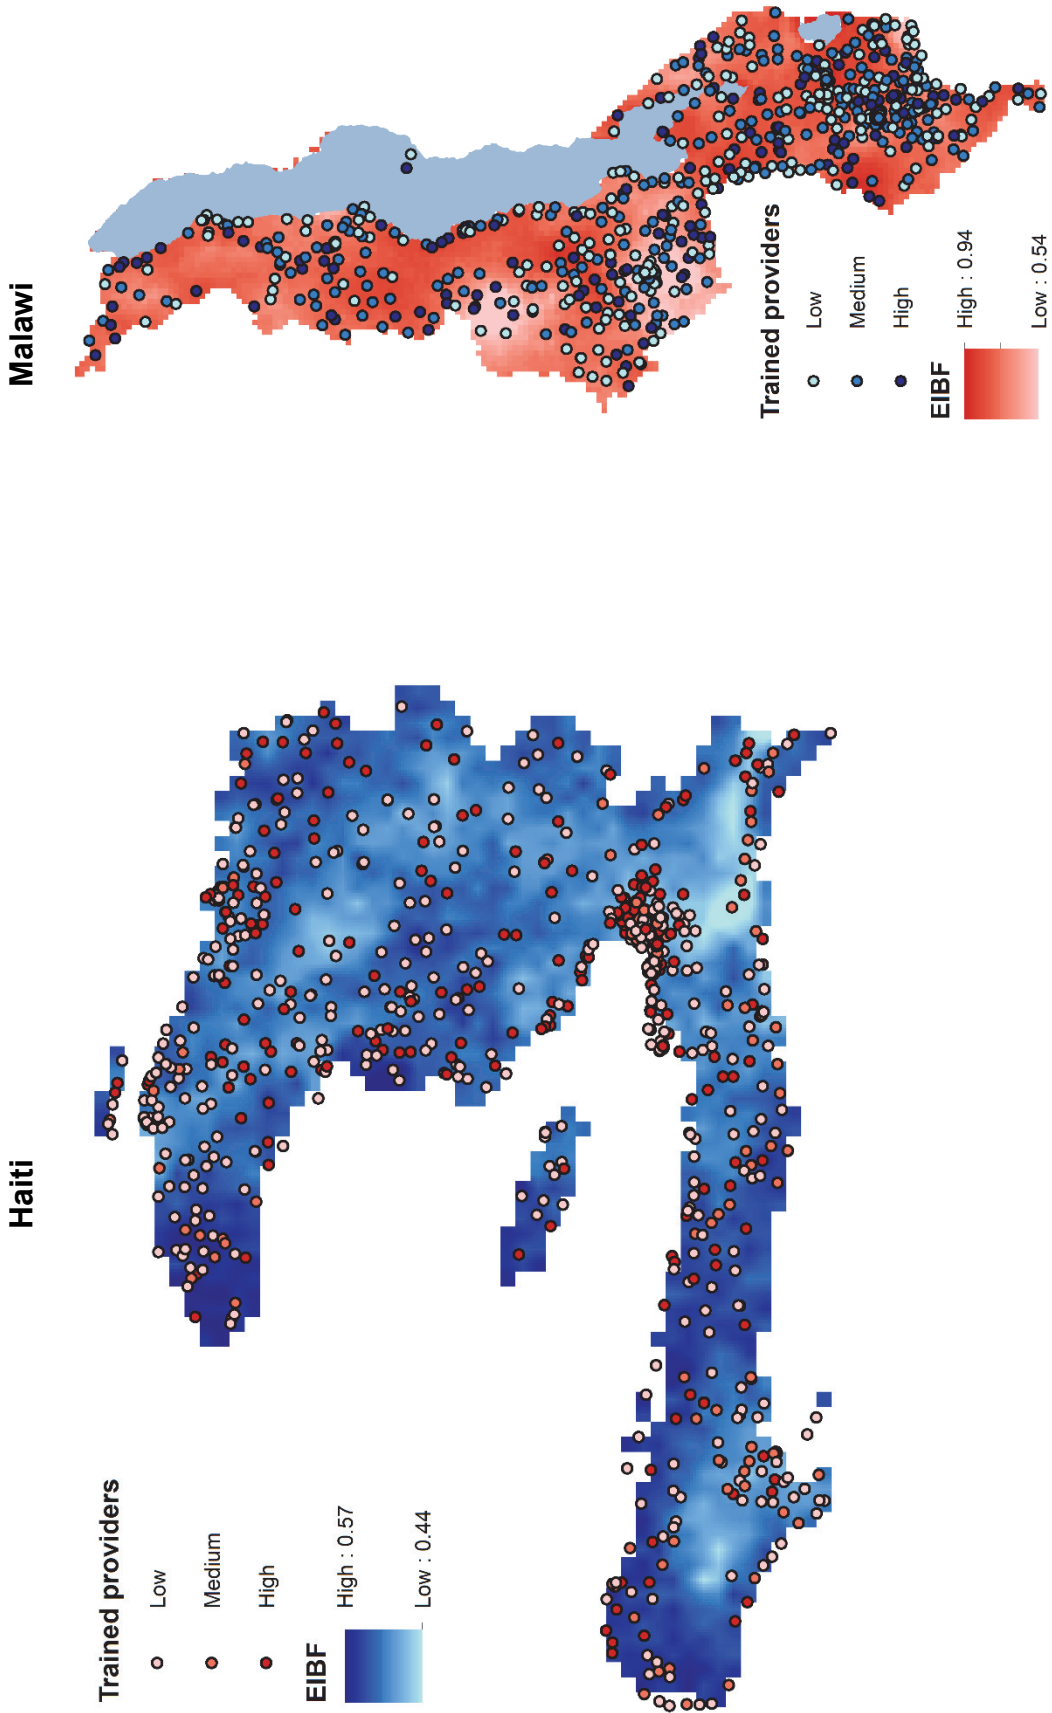 Haiti
Trained providers
Low
Medium
High
EIBF
High : 0.57
Low : 0.44
Malawi
Trained providers
Low
Medium
High
EIBF
High : 0.94
Low : 0.54